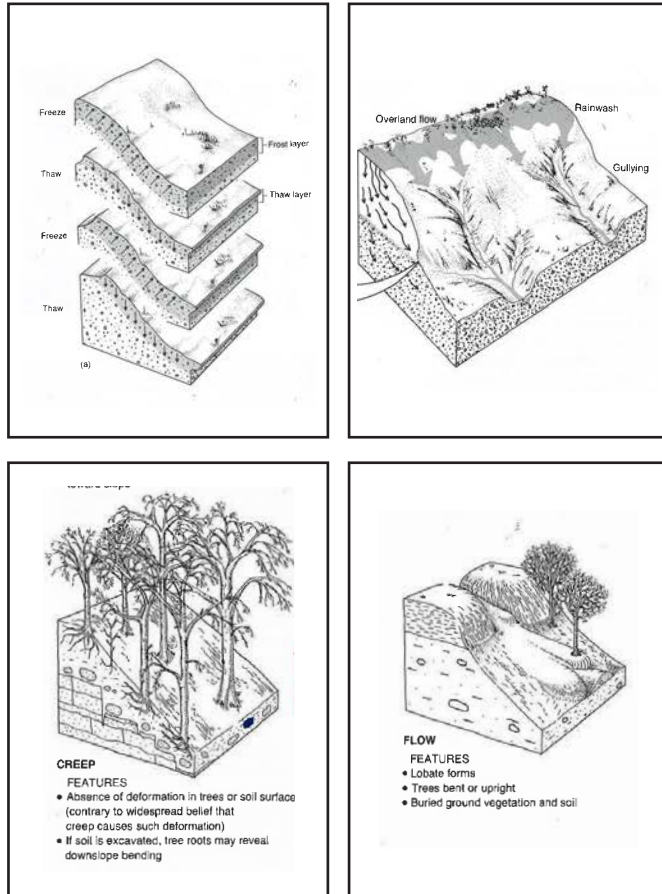 Freeze
Frost layer
Thaw
Thaw layer
Freeze
Thaw
(a)
Overland flow
Rainwash
Gullying
toward slope
CREEP
FEATURES
• Absence of deformation in trees or soil surface
(contrary to widespread belief that
creep causes such deformation)
• If soil is excavated, tree roots may reveal
downslope bending
FLOW
FEATURES
• Lobate forms
• Trees bent or upright
• Buried ground vegetation and soil